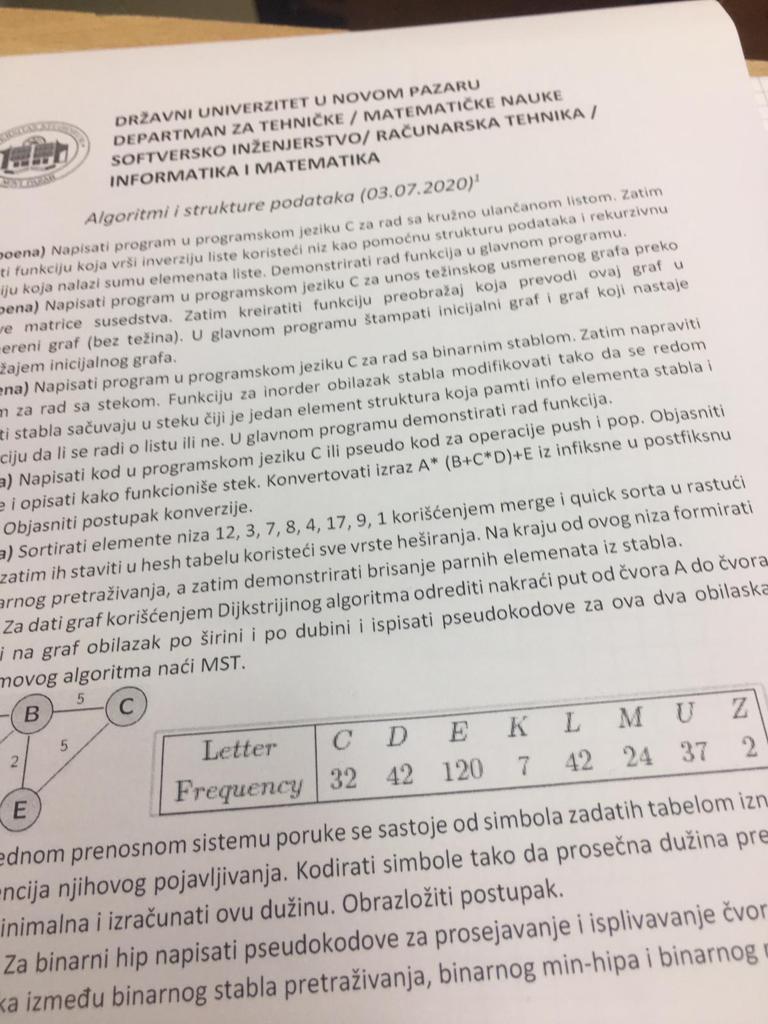 DRŽAVNI UNIVERZITET U NOVOM PAZARU
DEPARTMAN ZA TEHNIČKE / MATEMATIČKE NAUKE
SOFTVERSKO INŽENJERSTVO/ RAČUNARSKA TEHNIKA /
INFORMATIKA I MATEMATIKA
Algoritmi i strukture podataka (03.07.2020)¹
poena) Napisati program u programskom jeziku C za rad sa kružno ulančanom listom. Zatim
ti funkciju koja vrši inverziju liste koristeći niz kao pomoćnu strukturu podataka i rekurzivnu
iju koja nalazi sumu elemenata liste. Demonstrirati rad funkcija u glavnom programu.
oena) Napisati program u programskom jeziku C za unos težinskog usmerenog grafa preko
ve matrice susedstva. Zatim kreiratiti funkciju preobražaj koja prevodi ovaj graf u
ereni graf (bez težina). U glavnom programu štampati inicijalni graf i graf koji nastaje
žajem inicijalnog grafa.
ena) Napisati program u programskom jeziku C za rad sa binarnim stablom. Zatim napraviti
m za rad sa stekom. Funkciju za inorder obilazak stabla modifikovati tako da se redom
ti stabla sačuvaju u steku čiji je jedan element struktura koja pamti info elementa stabla i
ciju da li se radi o listu ili ne. U glavnom programu demonstirati rad funkcija.
a) Napisati kod u programskom jeziku C ili pseudo kod za operacije push i pop. Objasniti
e i opisati kako funkcioniše stek. Konvertovati izraz A* (B+C*D)+E iz infiksne u postfiksnu
Objasniti postupak konverzije.
a) Sortirati elemente niza 12, 3, 7, 8, 4, 17, 9, 1 korišćenjem merge i quick sorta u rastući
zatim ih staviti u hesh tabelu koristeći sve vrste heširanja. Na kraju od ovog niza formirati
arnog pretraživanja, a zatim demonstrirati brisanje parnih elemenata iz stabla.
Za dati graf korišćenjem Dijkstrijinog algoritma odrediti nakraći put od čvora A do čvora
i na graf obilazak po širini i po dubini i ispisati pseudokodove za ova dva obilaska
movog algoritma naći MST.
B 5 C
2 5
E
Letter C D E K L M U Z
Frequency 32 42 120 7 42 24 37 2
ednom prenosnom sistemu poruke se sastoje od simbola zadatih tabelom izn
encija njihovog pojavljivanja. Kodirati simbole tako da prosečna dužina pre
inimalna i izračunati ovu dužinu. Obrazložiti postupak.
Za binarni hip napisati pseudokodove za prosejavanje i isplivavanje čvor
ka između binarnog stabla pretraživanja, binarnog min-hipa i binarnog